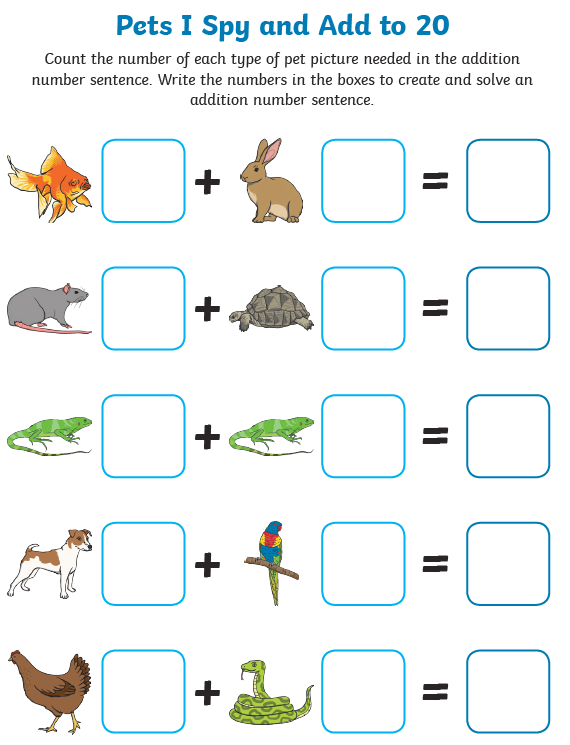 Pets I Spy and Add to 20
Count the number of each type of pet picture needed in the addition
number sentence. Write the numbers in the boxes to create and solve an
addition number sentence.
+ =
+ =
+ =
+ =
+ =